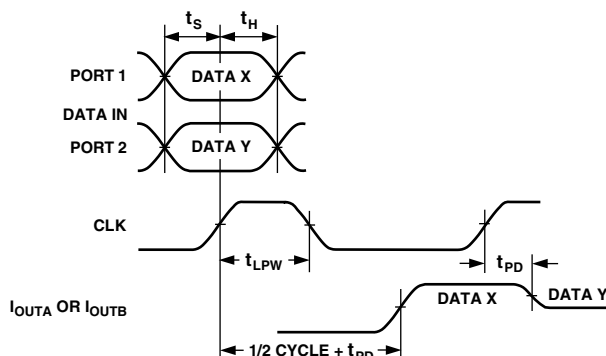 tS tH
PORT 1 DATA X
DATA IN
PORT 2 DATA Y
CLK
tLPW tPD
IOUTA OR IOUTB DATA X DATA Y
1/2 CYCLE + tPD